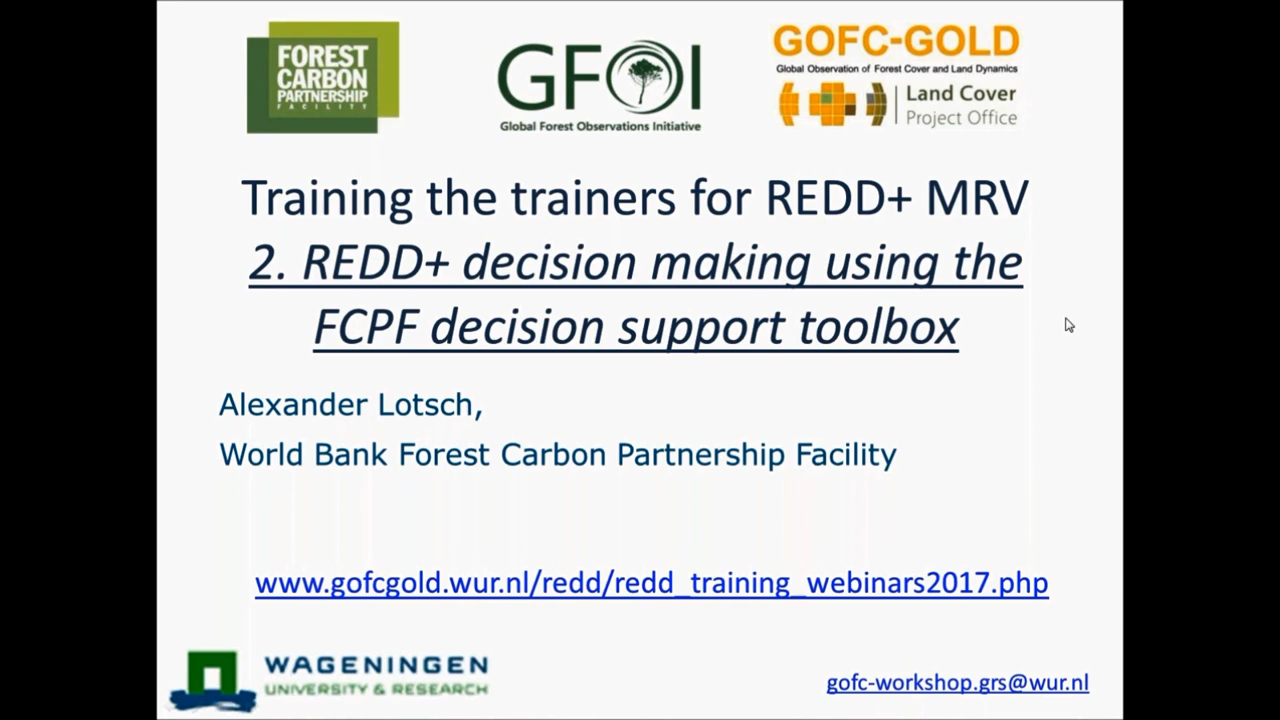 FOREST
CARBON
PARTNERSHIP
FACILITY
GFOI
Global Forest Observations Initiative
GOFC-GOLD
Global Observation of Forest Cover and Land Dynamics
Land Cover
Project Office
Training the trainers for REDD+ MRV
2. REDD+ decision making using the
FCPF decision support toolbox
Alexander Lotsch,
World Bank Forest Carbon Partnership Facility
www.gofcgold.wur.nl/redd/redd_training_webinars2017.php
WAGENINGEN
UNIVERSITY & RESEARCH
gofc-workshop.grs@wur.nl